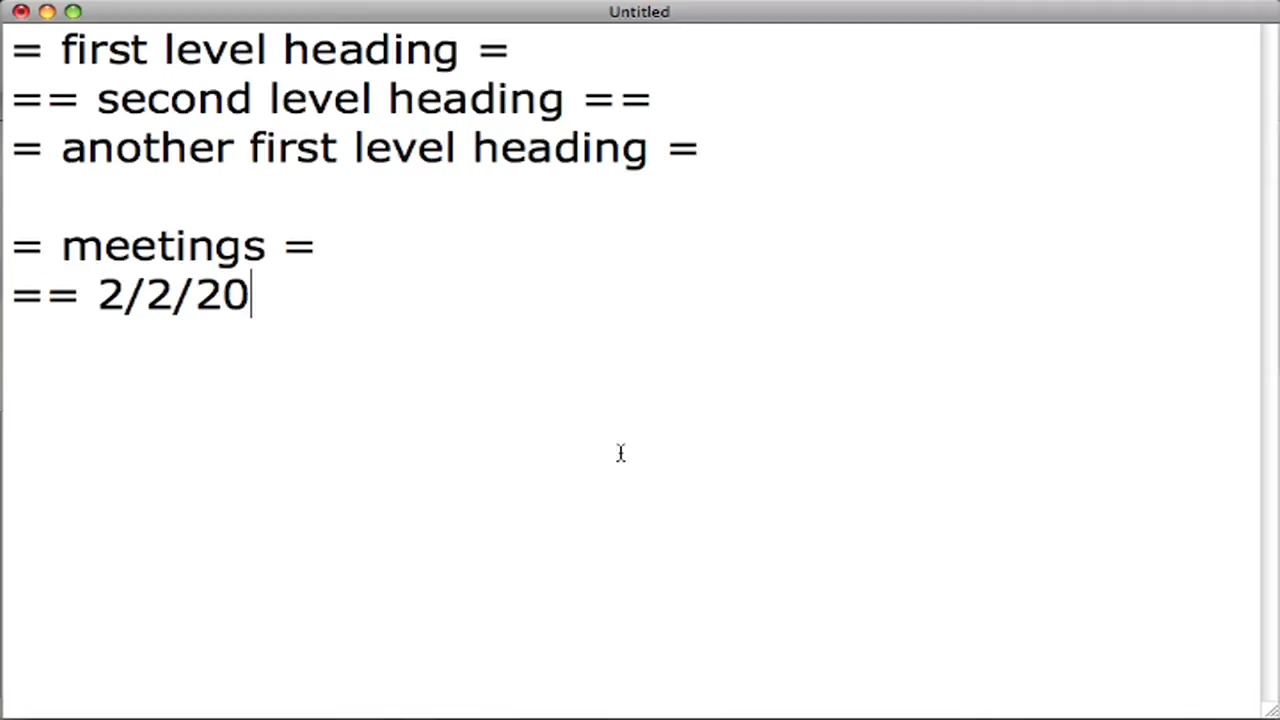 Untitled
= first level heading =
== second level heading ==
= another first level heading =
= meetings =
== 2/2/20